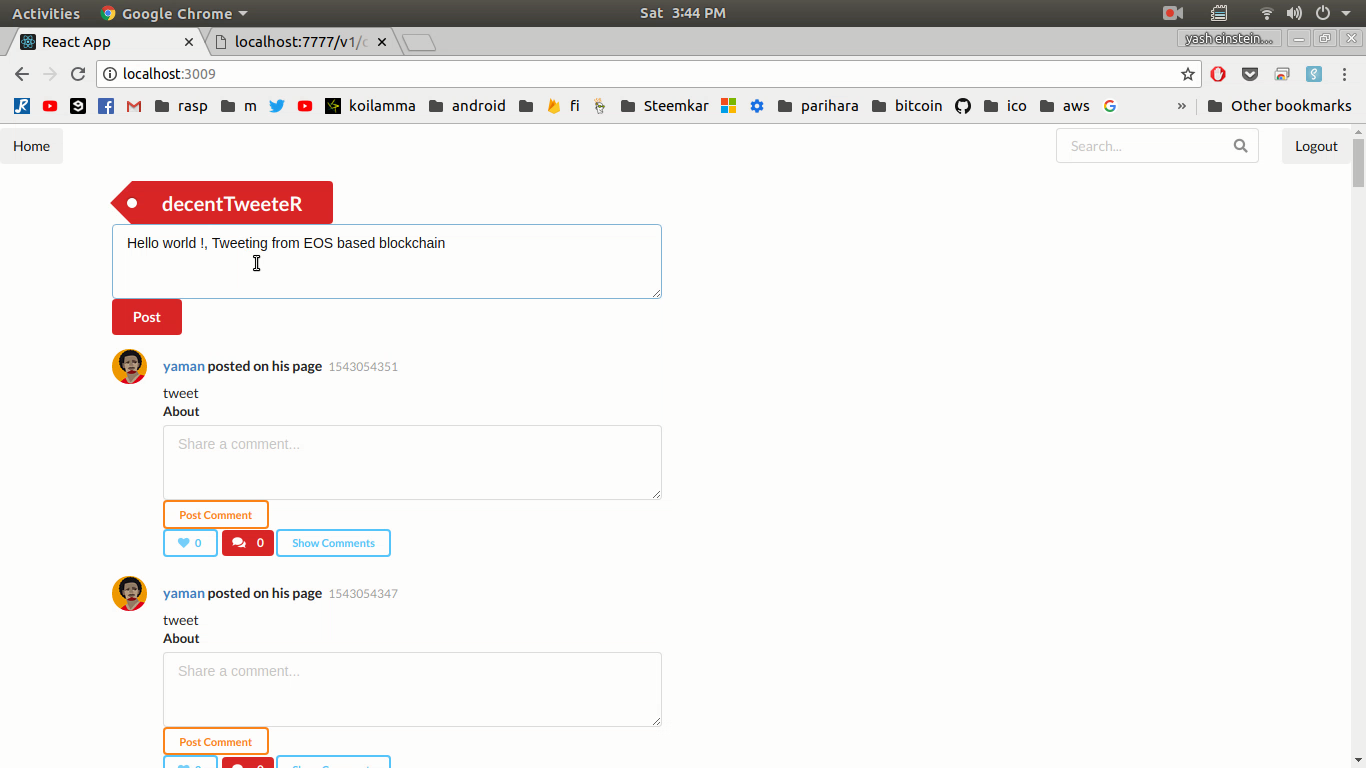 Activities Google Chrome Sat 3:44 PM
React App localhost:7777/v1/ yash einstein...
localhost:3009
rasp m koilamma android fi Steemkar parihara bitcoin ico aws » Other bookmarks
Home Search... Logout
decentTweeteR
Hello world !, Tweeting from EOS based blockchain
Post
yaman posted on his page 1543054351
tweet
About
Share a comment...
Post Comment
0 0 Show Comments
yaman posted on his page 1543054347
tweet
About
Share a comment...
Post Comment